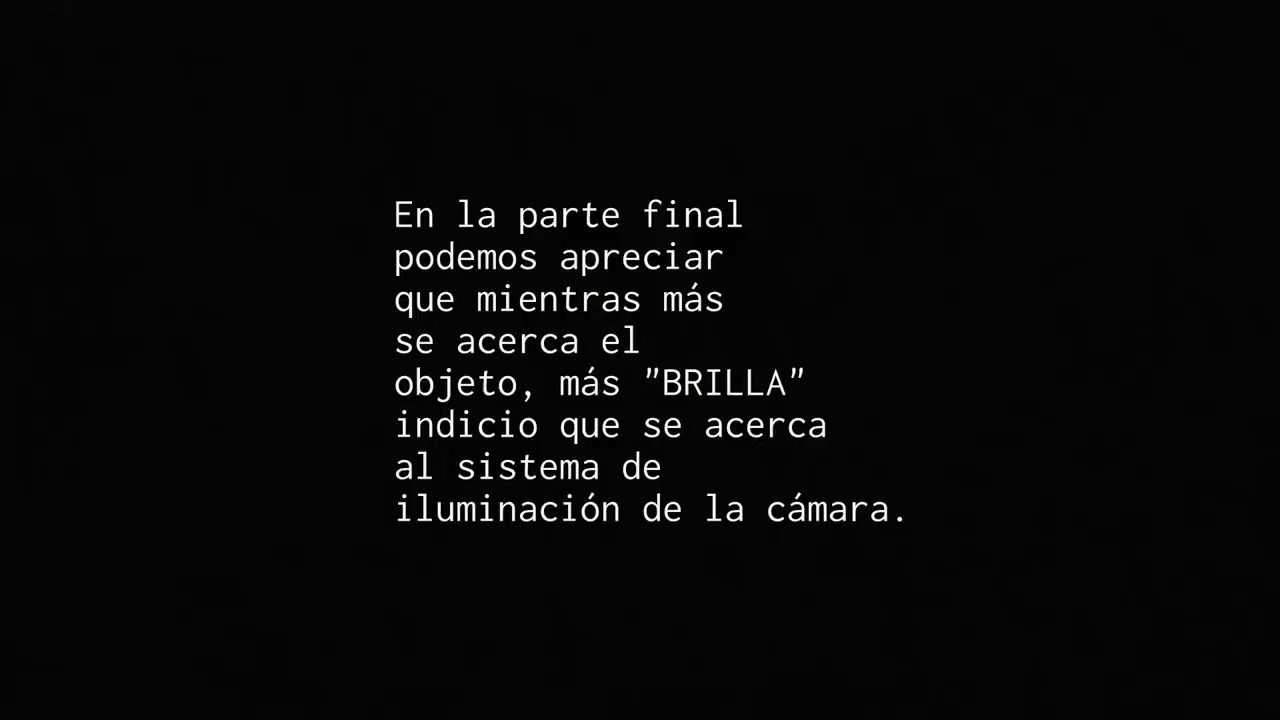 En la parte final
podemos apreciar
que mientras más
se acerca el
objeto, más "BRILLA"
indicio que se acerca
al sistema de
iluminación de la cámara.